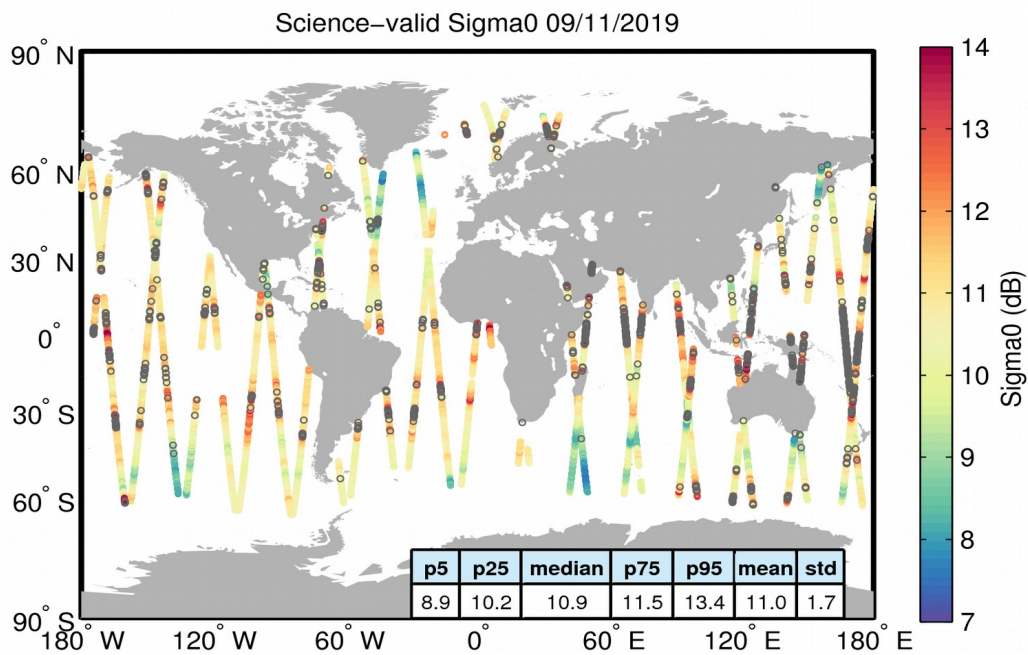 Science−valid Sigma0 09/11/2019
90° N
60° N
30° N
0°
30° S
60° S
90° S
180° W
120° W
60° W
0°
60° E
120° E
180° E
14
13
12
11
10
9
8
7
Sigma0 (dB)
p5 p25 median p75 p95 mean std
8.9 10.2 10.9 11.5 13.4 11.0 1.7